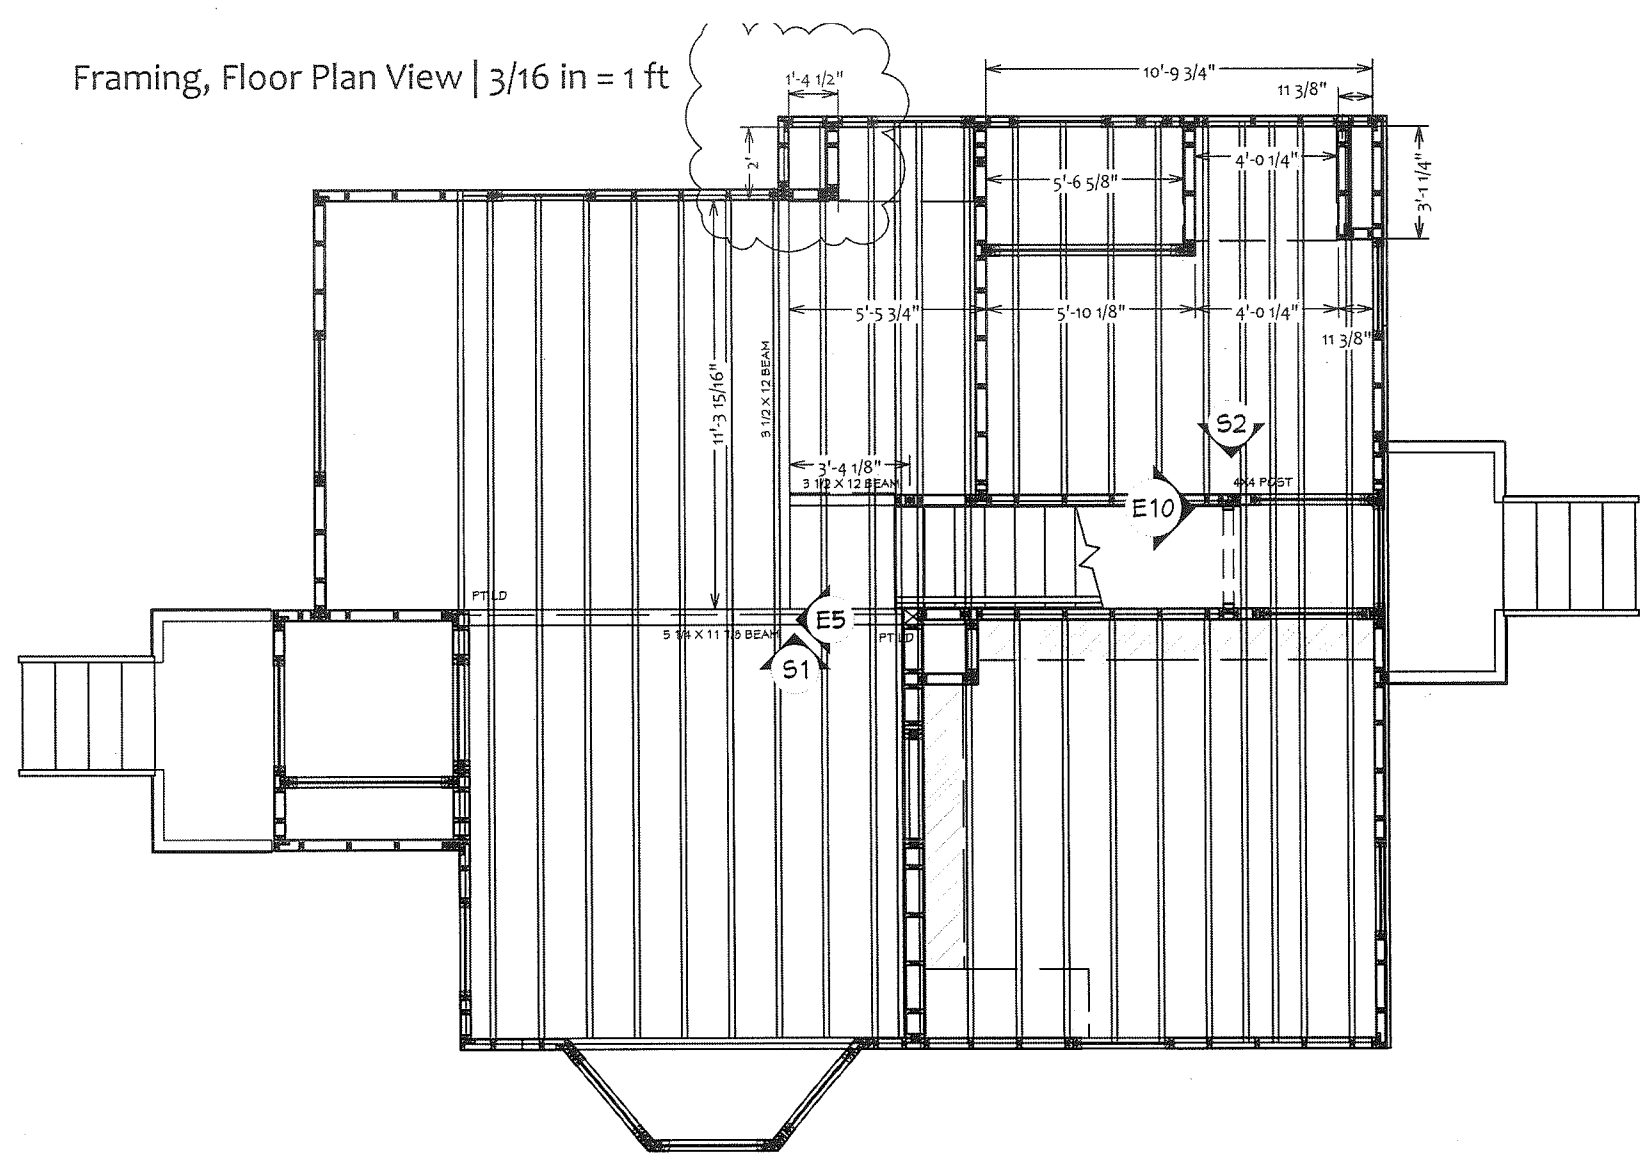 Framing, Floor Plan View | 3/16 in = 1 ft
1'-4 1/2"
10'-9 3/4"
11 3/8"
2'
5'-6 5/8"
4'-0 1/4"
3'-1 1/4"
5'-5 3/4"
5'-10 1/8"
4'-0 1/4"
11 3/8"
11'-3 15/16"
3 1/2 X 12 BEAM
S2
3'-4 1/8"
3 1/2 X 12 BEAM
4X4 POST
E10
PT LD
E5
5 1/4 X 11 7/8 BEAM
PT LD
S1